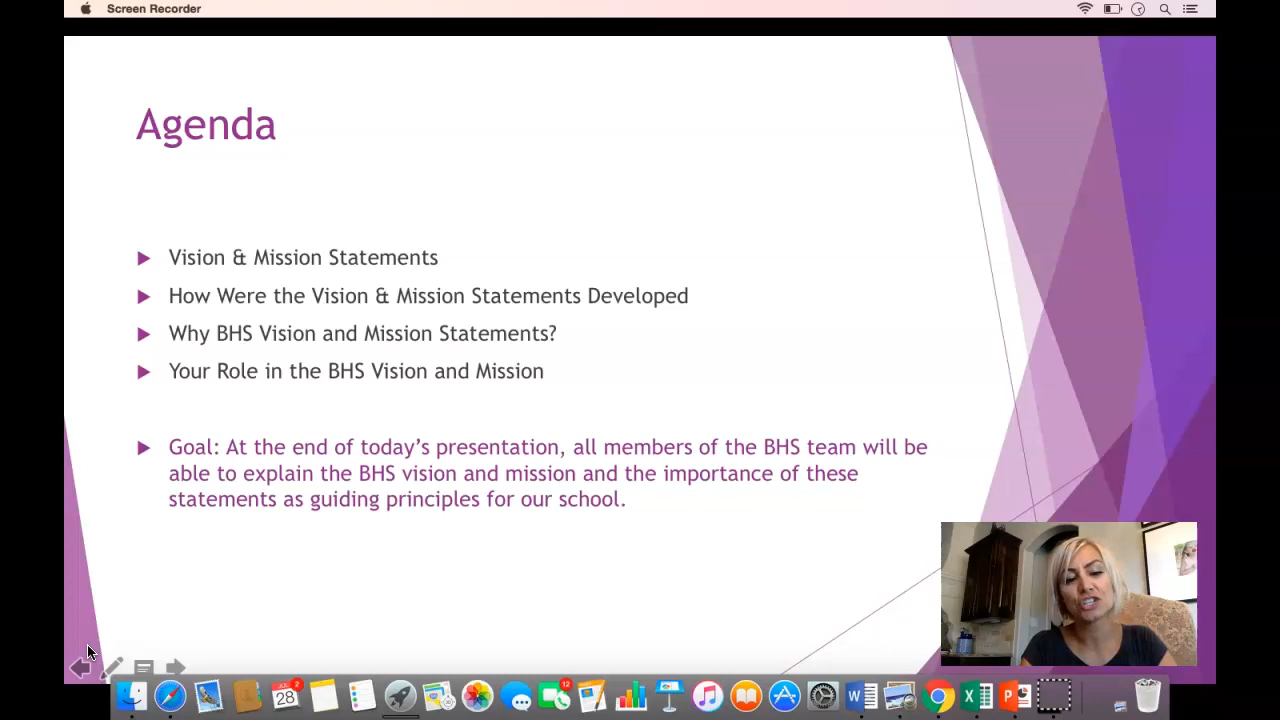 Screen Recorder
Agenda
Vision & Mission Statements
How Were the Vision & Mission Statements Developed
Why BHS Vision and Mission Statements?
Your Role in the BHS Vision and Mission
Goal: At the end of today's presentation, all members of the BHS team will be
able to explain the BHS vision and mission and the importance of these
statements as guiding principles for our school.
2
28
12